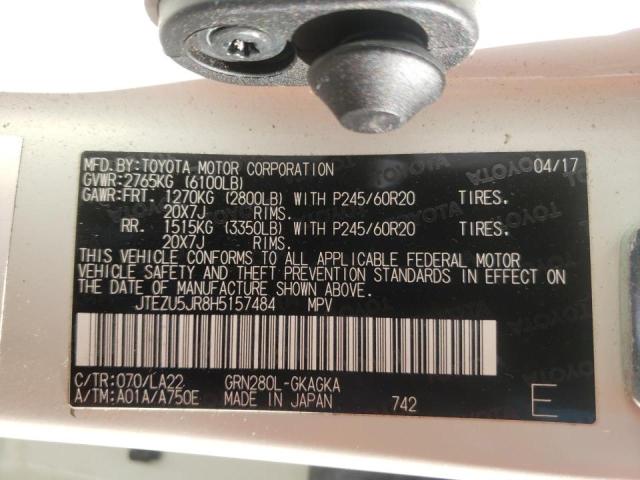 MFD.BY:TOYOTA MOTOR CORPORATION 04/17
GVWR:2765KG (6100LB)
GAWR:FRT. 1270KG (2800LB) WITH P245/60R20 TIRES.
20X7J RIMS.
RR. 1515KG (3350LB) WITH P245/60R20 TIRES.
20X7J RIMS.
THIS VEHICLE CONFORMS TO ALL APPLICABLE FEDERAL MOTOR
VEHICLE SAFETY AND THEFT PREVENTION STANDARDS IN EFFECT ON
THE DATE OF MANUFACTURE SHOWN ABOVE.
JTEZU5JR8H5157484 MPV
C/TR:070/LA22 GRN280L-GKAGKA
A/TM:A01A/A750E MADE IN JAPAN 742 E